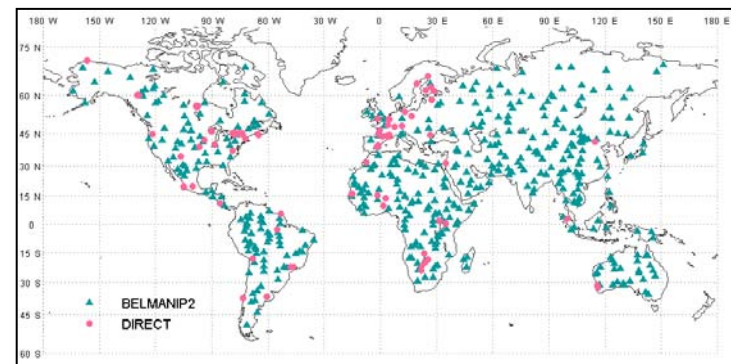 180 W 150 W 120 W 90 W 60 W 30 W 0 30 E 60 E 90 E 120 E 150 E 180 E
75 N
60 N
45 N
30 N
15 N
0
15 S
30 S
45 S
60 S
BELMANIP2
DIRECT